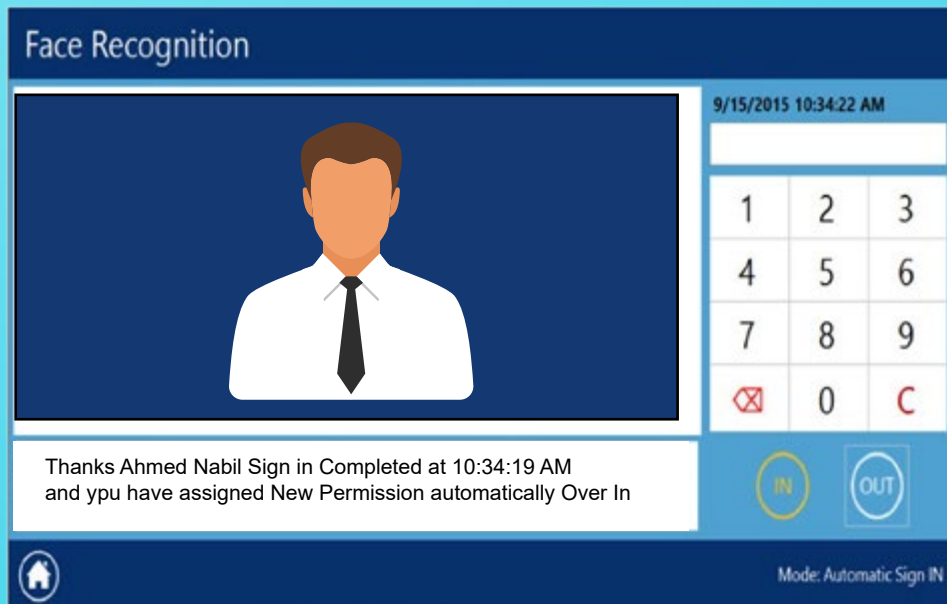 Face Recognition
9/15/2015 10:34:22 AM
1 2 3
4 5 6
7 8 9
0 C
Thanks Ahmed Nabil Sign in Completed at 10:34:19 AM
and ypu have assigned New Permission automatically Over In
IN OUT
Mode: Automatic Sign IN